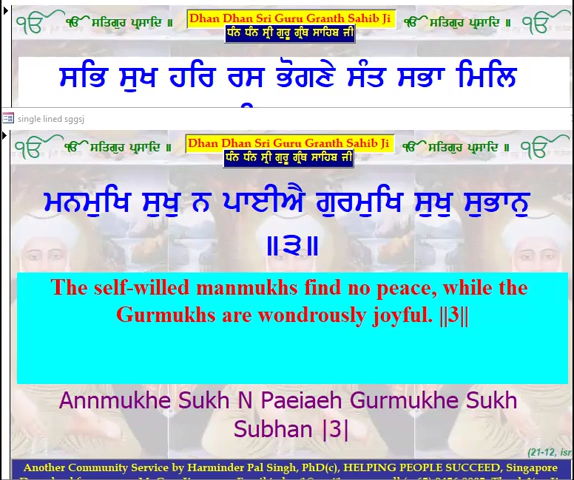 ੴ ੴ ਸਤਿਗੁਰ ਪ੍ਰਸਾਦਿ ॥ Dhan Dhan Sri Guru Granth Sahib Ji ੴ ਸਤਿਗੁਰ ਪ੍ਰਸਾਦਿ ॥ ੴ
ਧੰਨ ਧੰਨ ਸ੍ਰੀ ਗੁਰੂ ਗ੍ਰੰਥ ਸਾਹਿਬ ਜੀ
ਸਭਿ ਸੁਖ ਹਰਿ ਰਸ ਭੋਗਣੇ ਸੰਤ ਸਭਾ ਮਿਲਿ
single lined sggsj
ੴ ੴ ਸਤਿਗੁਰ ਪ੍ਰਸਾਦਿ ॥ Dhan Dhan Sri Guru Granth Sahib Ji ੴ ਸਤਿਗੁਰ ਪ੍ਰਸਾਦਿ ॥ ੴ
ਧੰਨ ਧੰਨ ਸ੍ਰੀ ਗੁਰੂ ਗ੍ਰੰਥ ਸਾਹਿਬ ਜੀ
ਮਨਮੁਖਿ ਸੁਖੁ ਨ ਪਾਈਐ ਗੁਰਮੁਖਿ ਸੁਖੁ ਸੁਭਾਨੁ
॥੩॥
The self-willed manmukhs find no peace, while the
Gurmukhs are wondrously joyful. ||3||
Annmukhe Sukh N Paeiaeh Gurmukhe Sukh
Subhan |3|
(21-12, isr
Another Community Service by Harminder Pal Singh, PhD(c), HELPING PEOPLE SUCCEED, Singapore